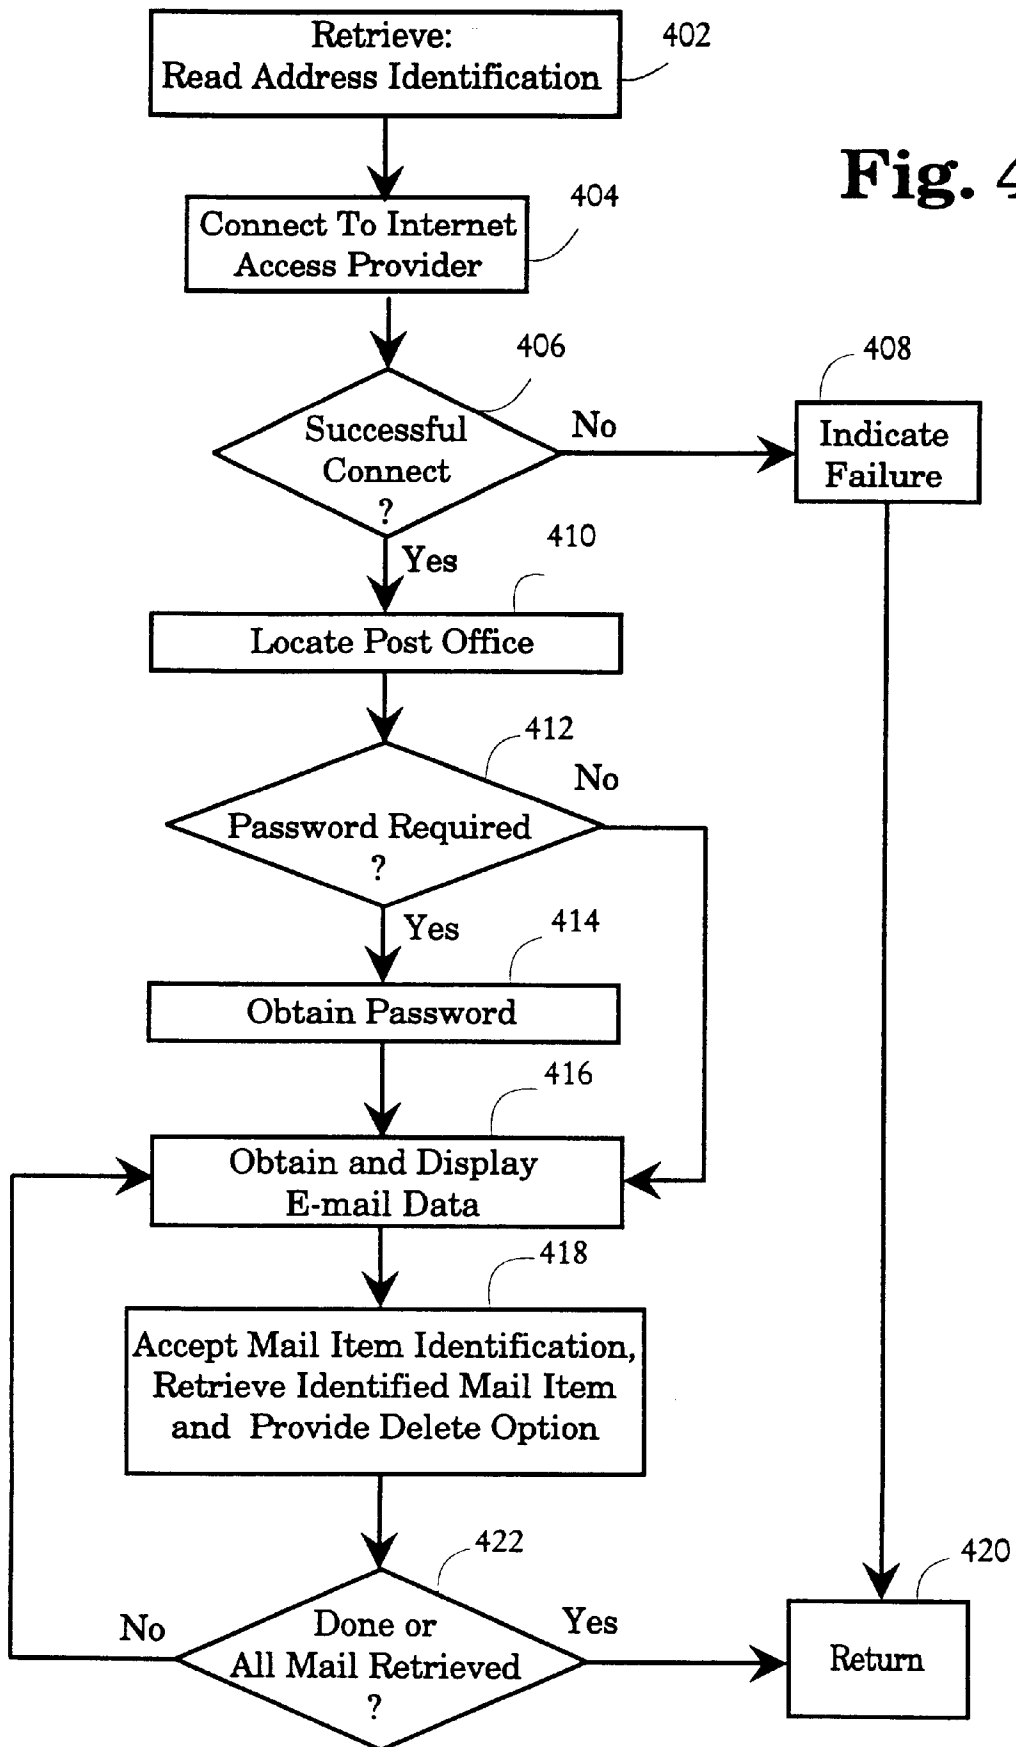 Retrieve:
Read Address Identification
402
Fig. 4
Connect To Internet
Access Provider
404
406
Successful
Connect
?
No
408
Indicate
Failure
Yes
410
Locate Post Office
412
No
Password Required
?
Yes
414
Obtain Password
416
Obtain and Display
E-mail Data
418
Accept Mail Item Identification,
Retrieve Identified Mail Item
and Provide Delete Option
422
No
Done or
All Mail Retrieved
?
Yes
420
Return